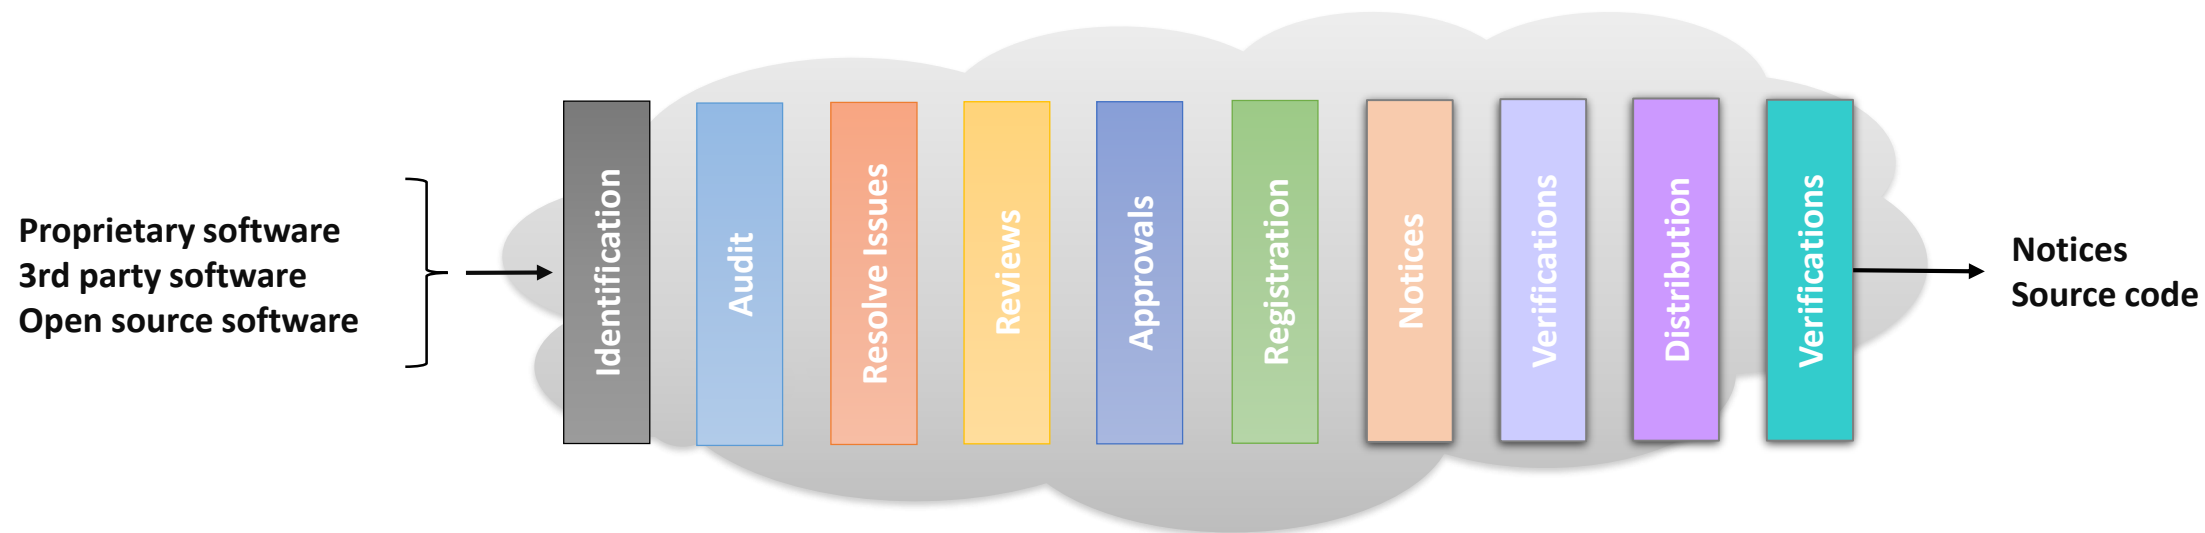 Proprietary software
3rd party software
Open source software
Identification
Audit
Resolve Issues
Reviews
Approvals
Registration
Notices
Verifications
Distribution
Verifications
Notices
Source code